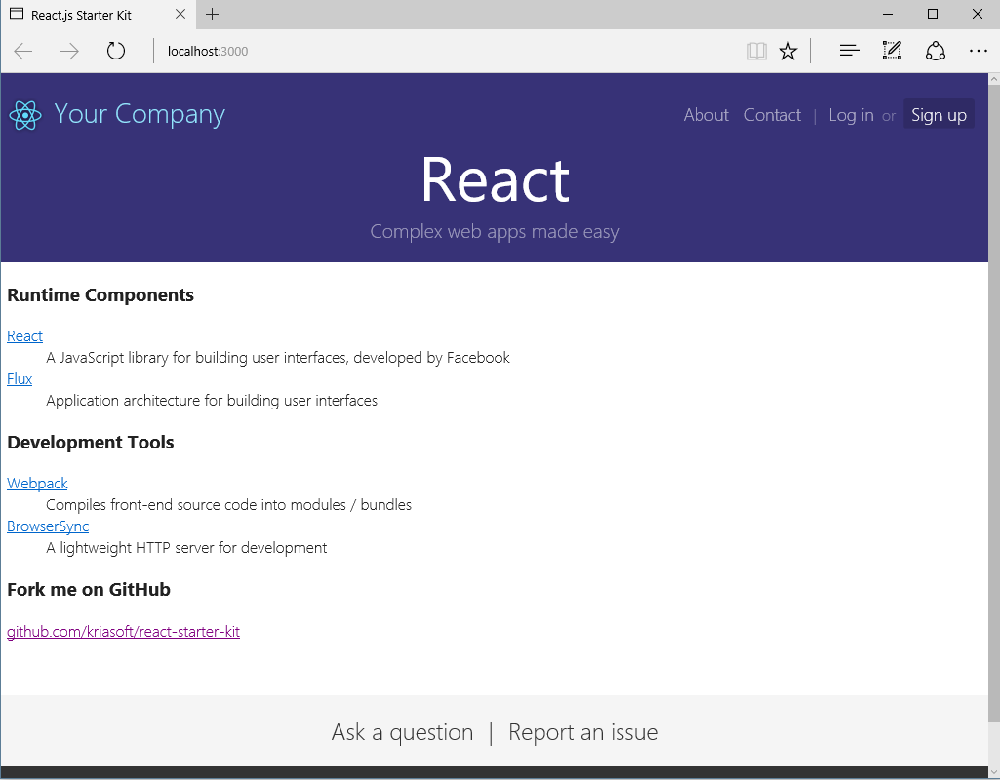 React.js Starter Kit
localhost:3000
Your Company
About Contact | Log in or Sign up
React
Complex web apps made easy
Runtime Components
React
A JavaScript library for building user interfaces, developed by Facebook
Flux
Application architecture for building user interfaces
Development Tools
Webpack
Compiles front-end source code into modules / bundles
BrowserSync
A lightweight HTTP server for development
Fork me on GitHub
github.com/kriasoft/react-starter-kit
Ask a question | Report an issue